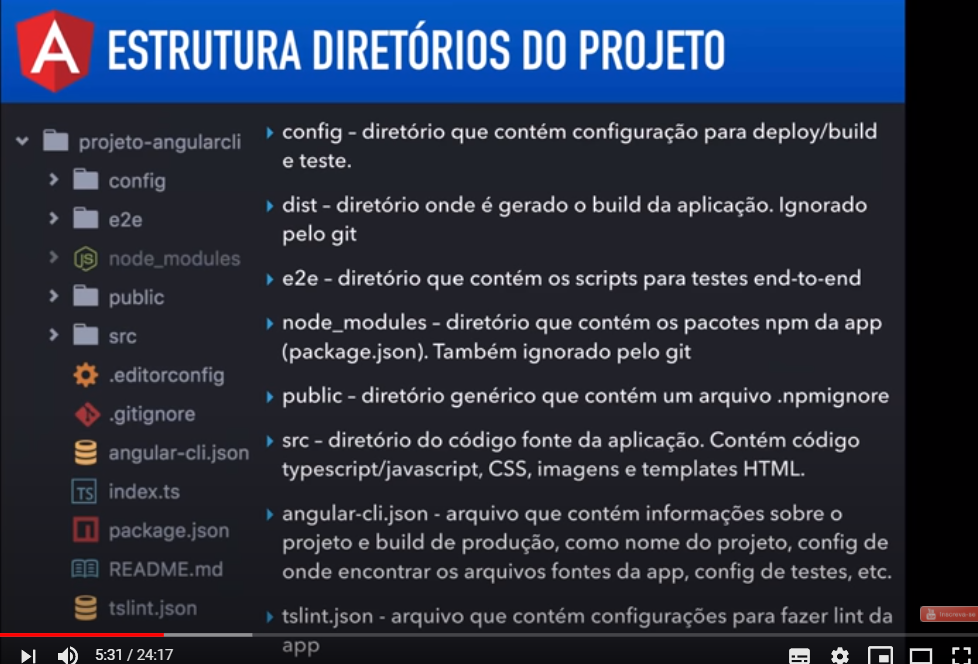 ESTRUTURA DIRETÓRIOS DO PROJETO
projeto-angularcli
config
e2e
node_modules
public
src
.editorconfig
.gitignore
angular-cli.json
index.ts
package.json
README.md
tslint.json
config – diretório que contém configuração para deploy/build
e teste.
dist – diretório onde é gerado o build da aplicação. Ignorado
pelo git
e2e – diretório que contém os scripts para testes end-to-end
node_modules – diretório que contém os pacotes npm da app
(package.json). Também ignorado pelo git
public – diretório genérico que contém um arquivo .npmignore
src – diretório do código fonte da aplicação. Contém código
typescript/javascript, CSS, imagens e templates HTML.
angular-cli.json - arquivo que contém informações sobre o
projeto e build de produção, como nome do projeto, config de
onde encontrar os arquivos fontes da app, config de testes, etc.
tslint.json - arquivo que contém configurações para fazer lint da
app
Inscreva-se
5:31 / 24:17